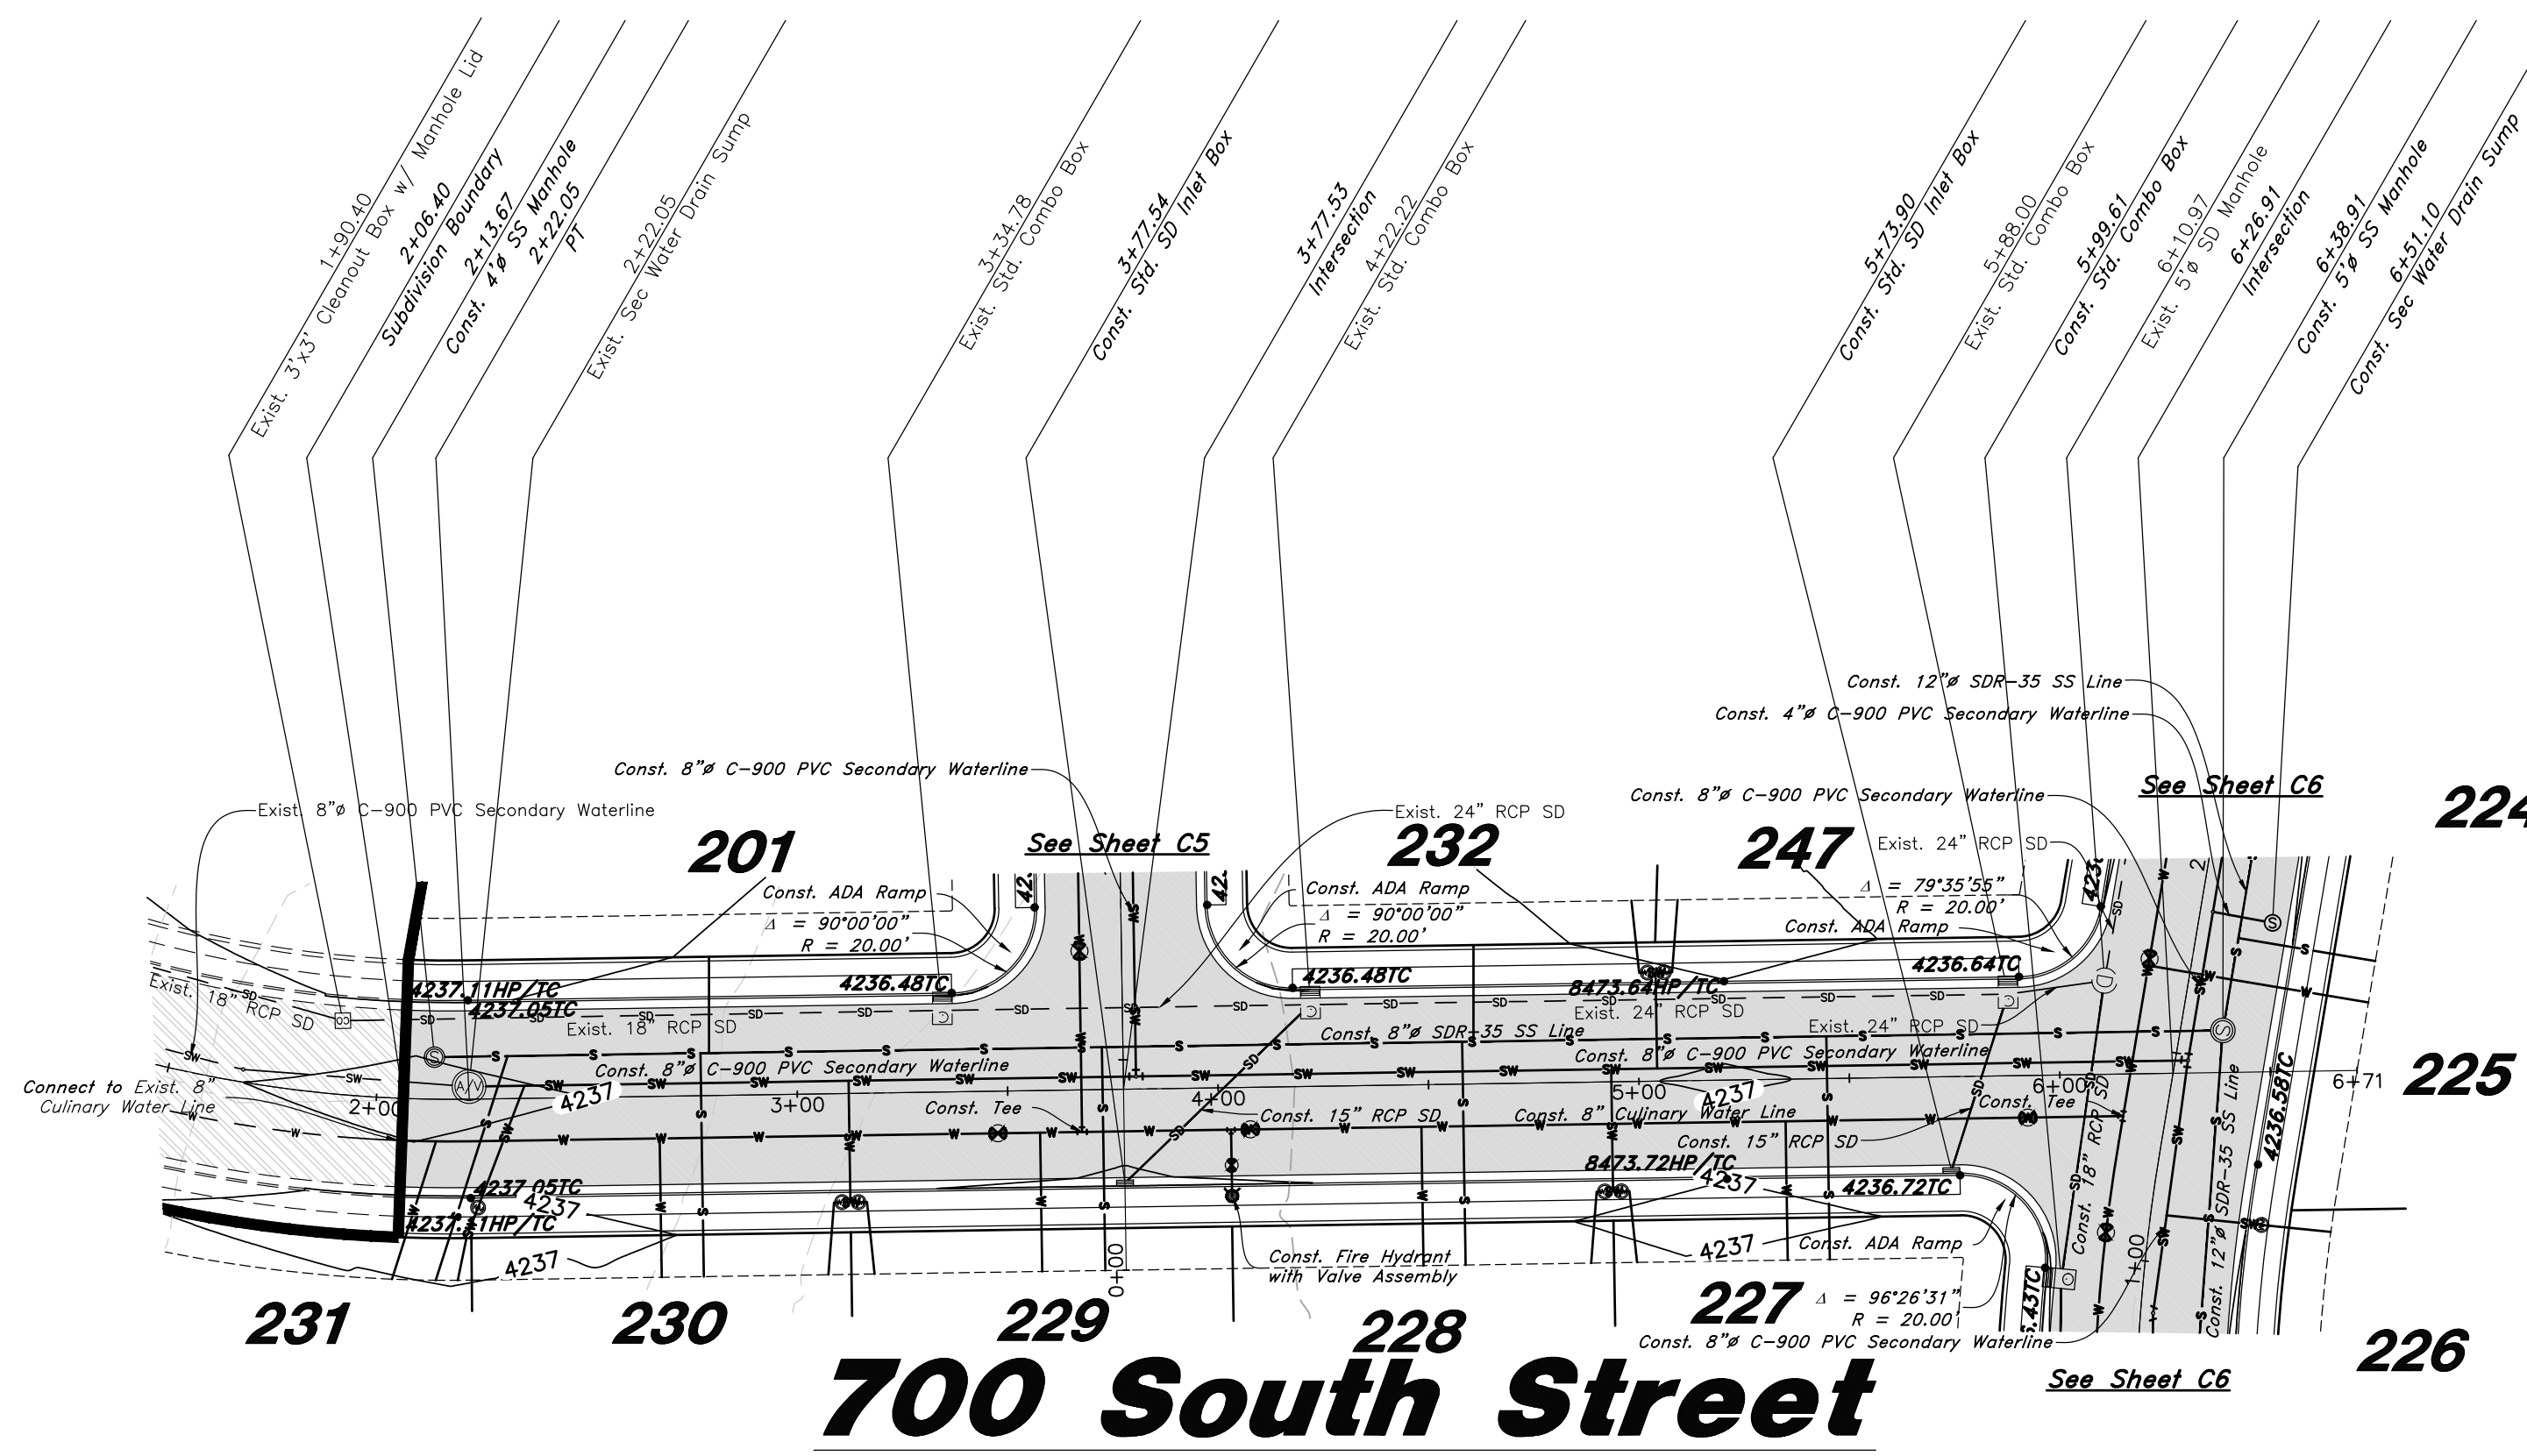 1+90.40
Exist. 3'x3' Cleanout Box w/ Manhole Lid
2+06.40
Subdivision Boundary
2+13.67
Const. 4'ø SS Manhole
2+22.05
PT
2+22.05
Exist. Sec Water Drain Sump
3+34.78
Exist. Std. Combo Box
3+77.54
Const. Std. SD Inlet Box
3+77.53
Intersection
4+22.22
Exist. Std. Combo Box
5+73.90
Const. Std. SD Inlet Box
5+88.00
Exist. Std. Combo Box
5+99.61
Const. Std. Combo Box
6+10.97
Exist. 5'ø SD Manhole
6+26.91
Intersection
6+38.91
Const. 5'ø SS Manhole
6+51.10
Const. Sec Water Drain Sump
Const. 12"ø SDR-35 SS Line
Const. 4"ø C-900 PVC Secondary Waterline
Const. 8"ø C-900 PVC Secondary Waterline
See Sheet C6
Const. 8"ø C-900 PVC Secondary Waterline
Exist. 8"ø C-900 PVC Secondary Waterline
Exist. 24" RCP SD
224
201
See Sheet C5
232
247
Exist. 24" RCP SD
Const. ADA Ramp
Δ = 90°00'00"
R = 20.00'
Const. ADA Ramp
Δ = 90°00'00"
R = 20.00'
Δ = 79°35'55"
R = 20.00'
Const. ADA Ramp
4237.11HP/TC
4237.05TC
4236.48TC
4236.48TC
8473.64HP/TC
4236.64TC
Exist. 18" RCP SD
Exist. 18" RCP SD
Exist. 24" RCP SD
Exist. 24" RCP SD
Const. 8"ø SDR-35 SS Line
Const. 8"ø C-900 PVC Secondary Waterline
Const. 8"ø C-900 PVC Secondary Waterline
A/V
Connect to Exist. 8"
Culinary Water Line
2+00
4237
3+00
4+00
5+00
4237
6+00
6+71
225
Const. Tee
Const. 15" RCP SD
Const. 8" Culinary Water Line
Const. Tee
Const. 15" RCP SD
4236.58TC
Const. 18" RCP SD
Const. 12"ø SDR-35 SS Line
4237.05TC
4237
4237.11HP/TC
4237
8473.72HP/TC
4237
4236.72TC
4237
Const. ADA Ramp
0+00
1+00
Const. Fire Hydrant
with Valve Assembly
231
230
229
228
227
Δ = 96°26'31"
R = 20.00'
Const. 8"ø C-900 PVC Secondary Waterline
226
See Sheet C6
700 South Street